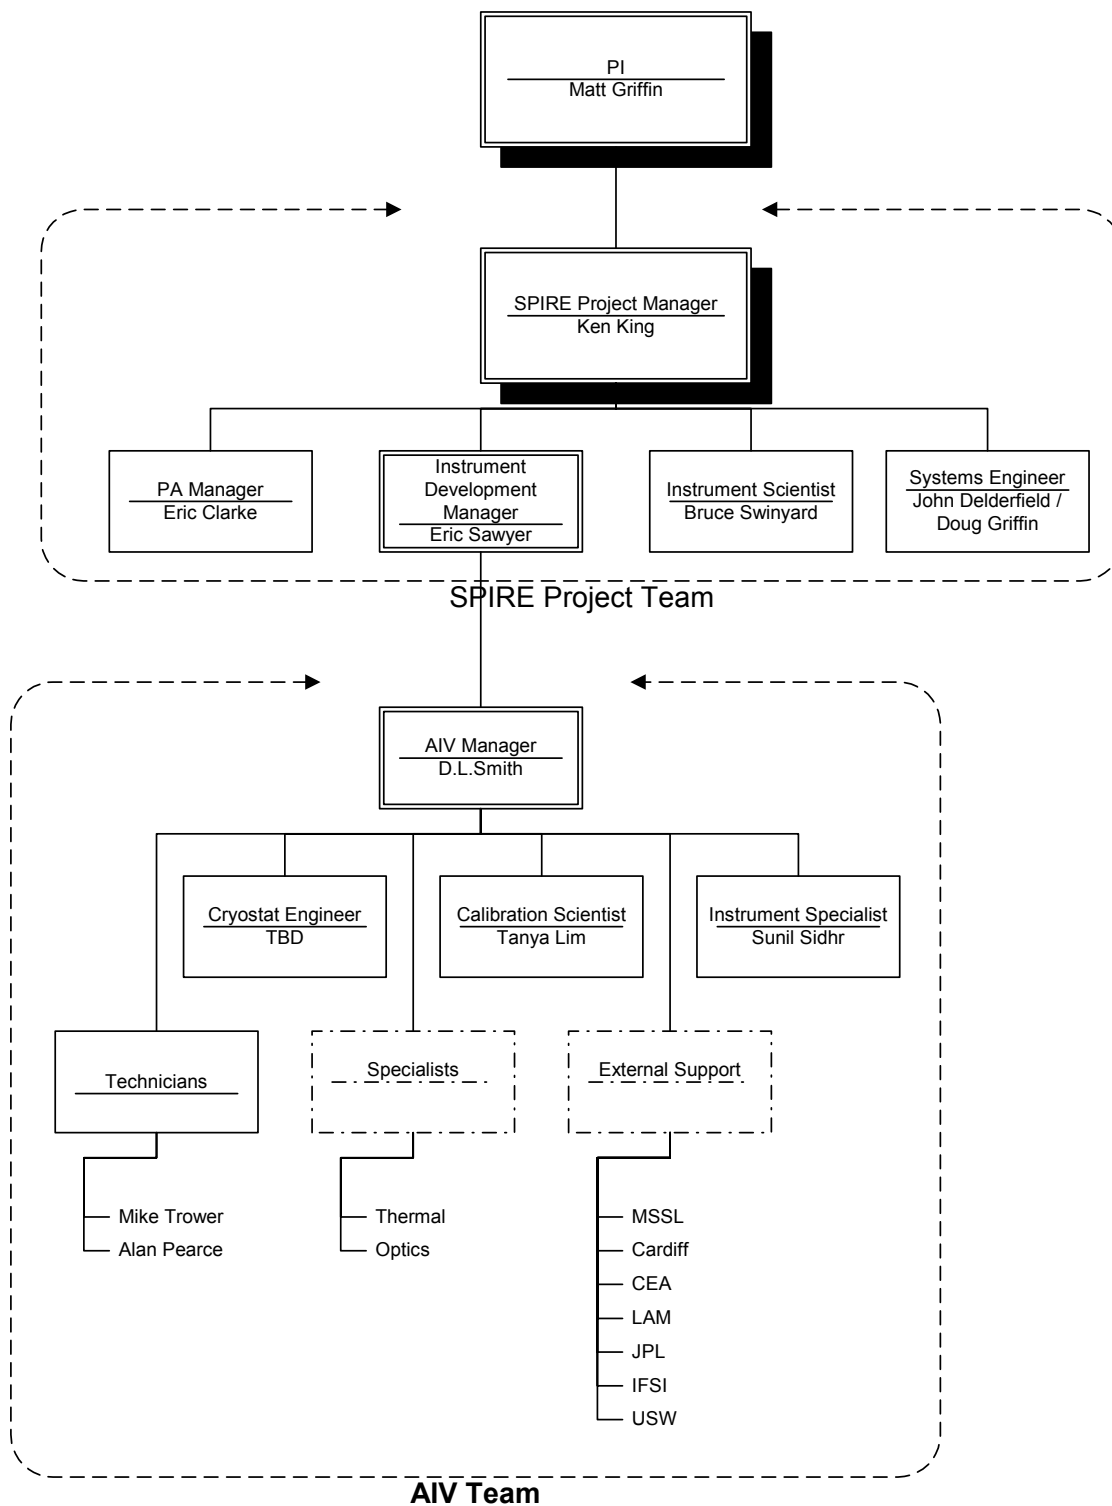 PI
Matt Griffin
SPIRE Project Manager
Ken King
PA Manager
Eric Clarke
Instrument
Development
Manager
Eric Sawyer
Instrument Scientist
Bruce Swinyard
Systems Engineer
John Delderfield /
Doug Griffin
SPIRE Project Team
AIV Manager
D.L.Smith
Cryostat Engineer
TBD
Calibration Scientist
Tanya Lim
Instrument Specialist
Sunil Sidhr
Technicians
Mike Trower
Alan Pearce
Specialists
Thermal
Optics
External Support
MSSL
Cardiff
CEA
LAM
JPL
IFSI
USW
AIV Team